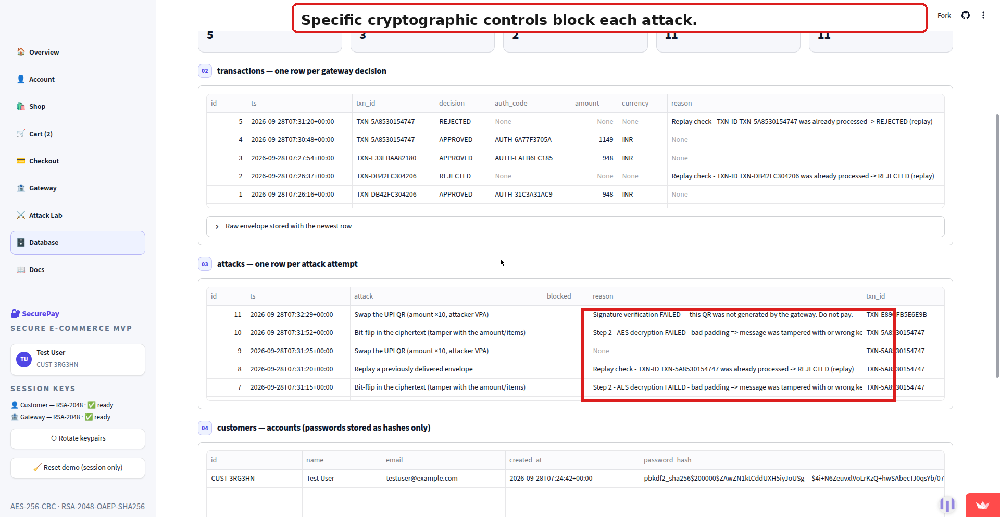 Specific cryptographic controls block each attack.
Fork
Overview
Account
Shop
Cart (2)
Checkout
Gateway
Attack Lab
Database
Docs
SecurePay
SECURE E-COMMERCE MVP
TU
Test User
CUST-3RG3HN
SESSION KEYS
Customer — RSA-2048 · ✅ ready
Gateway — RSA-2048 · ✅ ready
↻ Rotate keypairs
Reset demo (session only)
AES-256-CBC · RSA-2048-OAEP-SHA256
5 3 2 11 11
02 transactions — one row per gateway decision
id ts txn_id decision auth_code amount currency reason
5 2026-09-28T07:31:20+00:00 TXN-5A8530154747 REJECTED None None None Replay check - TXN-ID TXN-5A8530154747 was already processed -> REJECTED (replay)
4 2026-09-28T07:30:48+00:00 TXN-5A8530154747 APPROVED AUTH-6A77F3705A 1149 INR None
3 2026-09-28T07:27:54+00:00 TXN-E33EBAA82180 APPROVED AUTH-EAFB6EC185 948 INR None
2 2026-09-28T07:26:37+00:00 TXN-DB42FC304206 REJECTED None None None Replay check - TXN-ID TXN-DB42FC304206 was already processed -> REJECTED (replay)
1 2026-09-28T07:26:16+00:00 TXN-DB42FC304206 APPROVED AUTH-31C3A31AC9 948 INR None
Raw envelope stored with the newest row
03 attacks — one row per attack attempt
id ts attack blocked reason txn_id
11 2026-09-28T07:32:29+00:00 Swap the UPI QR (amount ×10, attacker VPA) Signature verification FAILED — this QR was not generated by the gateway. Do not pay.
10 2026-09-28T07:31:52+00:00 Bit-flip in the ciphertext (tamper with the amount/items) Step 2 - AES decryption FAILED - bad padding => message was tampered with or wrong ke TXN-5A8530154747
9 2026-09-28T07:31:25+00:00 Swap the UPI QR (amount ×10, attacker VPA) None TXN-5A8530154747
8 2026-09-28T07:31:20+00:00 Replay a previously delivered envelope Replay check - TXN-ID TXN-5A8530154747 was already processed -> REJECTED (replay) TXN-5A8530154747
7 2026-09-28T07:31:15+00:00 Bit-flip in the ciphertext (tamper with the amount/items) Step 2 - AES decryption FAILED - bad padding => message was tampered with or wrong ke TXN-5A8530154747
04 customers — accounts (passwords stored as hashes only)
id name email created_at password_hash
CUST-3RG3HN Test User testuser@example.com 2026-09-28T07:24:42+00:00 pbkdf2_sha256$200000$ZAwZN1ktCddUXH5iyJoUSg==$4i+N6ZeuvxlVoLrKzQ+hwSAbecTJ0qsYb/07